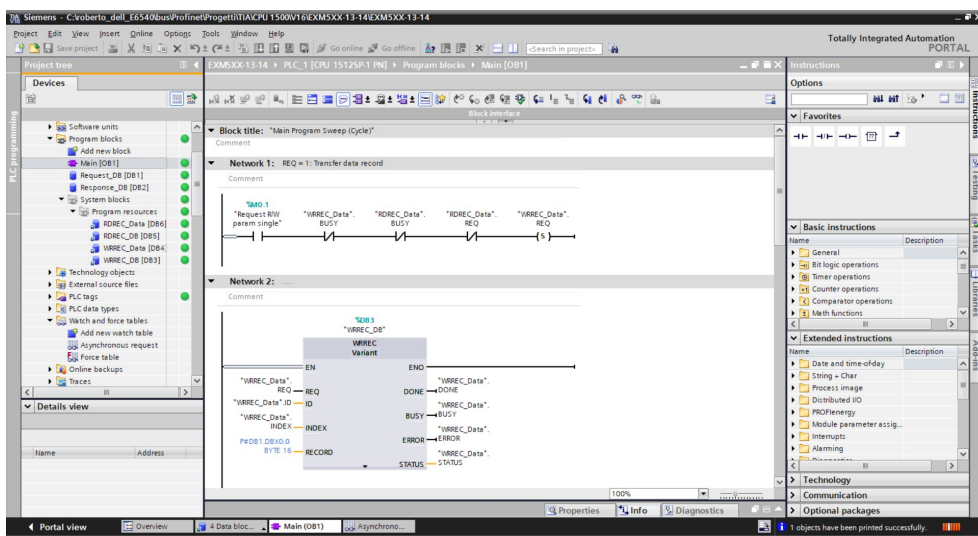 Siemens - C:\roberto_dell_E6540\bus\Profinet\Progetti\TIA\CPU 1500\V16\EXM5XX-13-14\EXM5XX-13-14
Project Edit View Insert Online Options Tools Window Help
Totally Integrated Automation
PORTAL
Save project
Go online
Go offline
<Search in project>
Project tree
Devices
PLC programming
Software units
Program blocks
Add new block
Main [OB1]
Request_DB [DB1]
Response_DB [DB2]
System blocks
Program resources
RDREC_Data [DB6]
RDREC_DB [DB5]
WRREC_Data [DB4]
WRREC_DB [DB3]
Technology objects
External source files
PLC tags
PLC data types
Watch and force tables
Add new watch table
Asynchronous request
Force table
Online backups
Traces
Details view
Name Address
EXM5XX-13-14 ▸ PLC_1 [CPU 1512SP-1 PN] ▸ Program blocks ▸ Main [OB1]
Block interface
Block title: "Main Program Sweep (Cycle)"
Comment
Network 1: REQ = 1: Transfer data record
Comment
%M0.1
"Request R/W "WRREC_Data". "RDREC_Data". "RDREC_Data". "WRREC_Data".
param single" BUSY BUSY REQ REQ
S
Network 2: ....
Comment
%DB3
"WRREC_DB"
WRREC
Variant
EN ENO
"WRREC_Data".
REQ REQ
"WRREC_Data".ID ID
"WRREC_Data".
INDEX INDEX
P#DB1.DBX0.0
BYTE 16 RECORD
"WRREC_Data".
DONE DONE
"WRREC_Data".
BUSY BUSY
"WRREC_Data".
ERROR ERROR
"WRREC_Data".
STATUS STATUS
100%
Properties Info Diagnostics
Instructions
Options
Favorites
Basic instructions
Name Description
General
Bit logic operations
Timer operations
Counter operations
Comparator operations
Math functions
Extended instructions
Name Description
Date and time-of-day
String + Char
Process image
Distributed I/O
PROFIenergy
Module parameter assig...
Interrupts
Alarming
Diagnostics
Technology
Communication
Optional packages
Instructions
Testing
Tasks
Libraries
Add-ins
Portal view
Overview
4 Data bloc...
Main (OB1)
Asynchrono...
1 objects have been printed successfully.